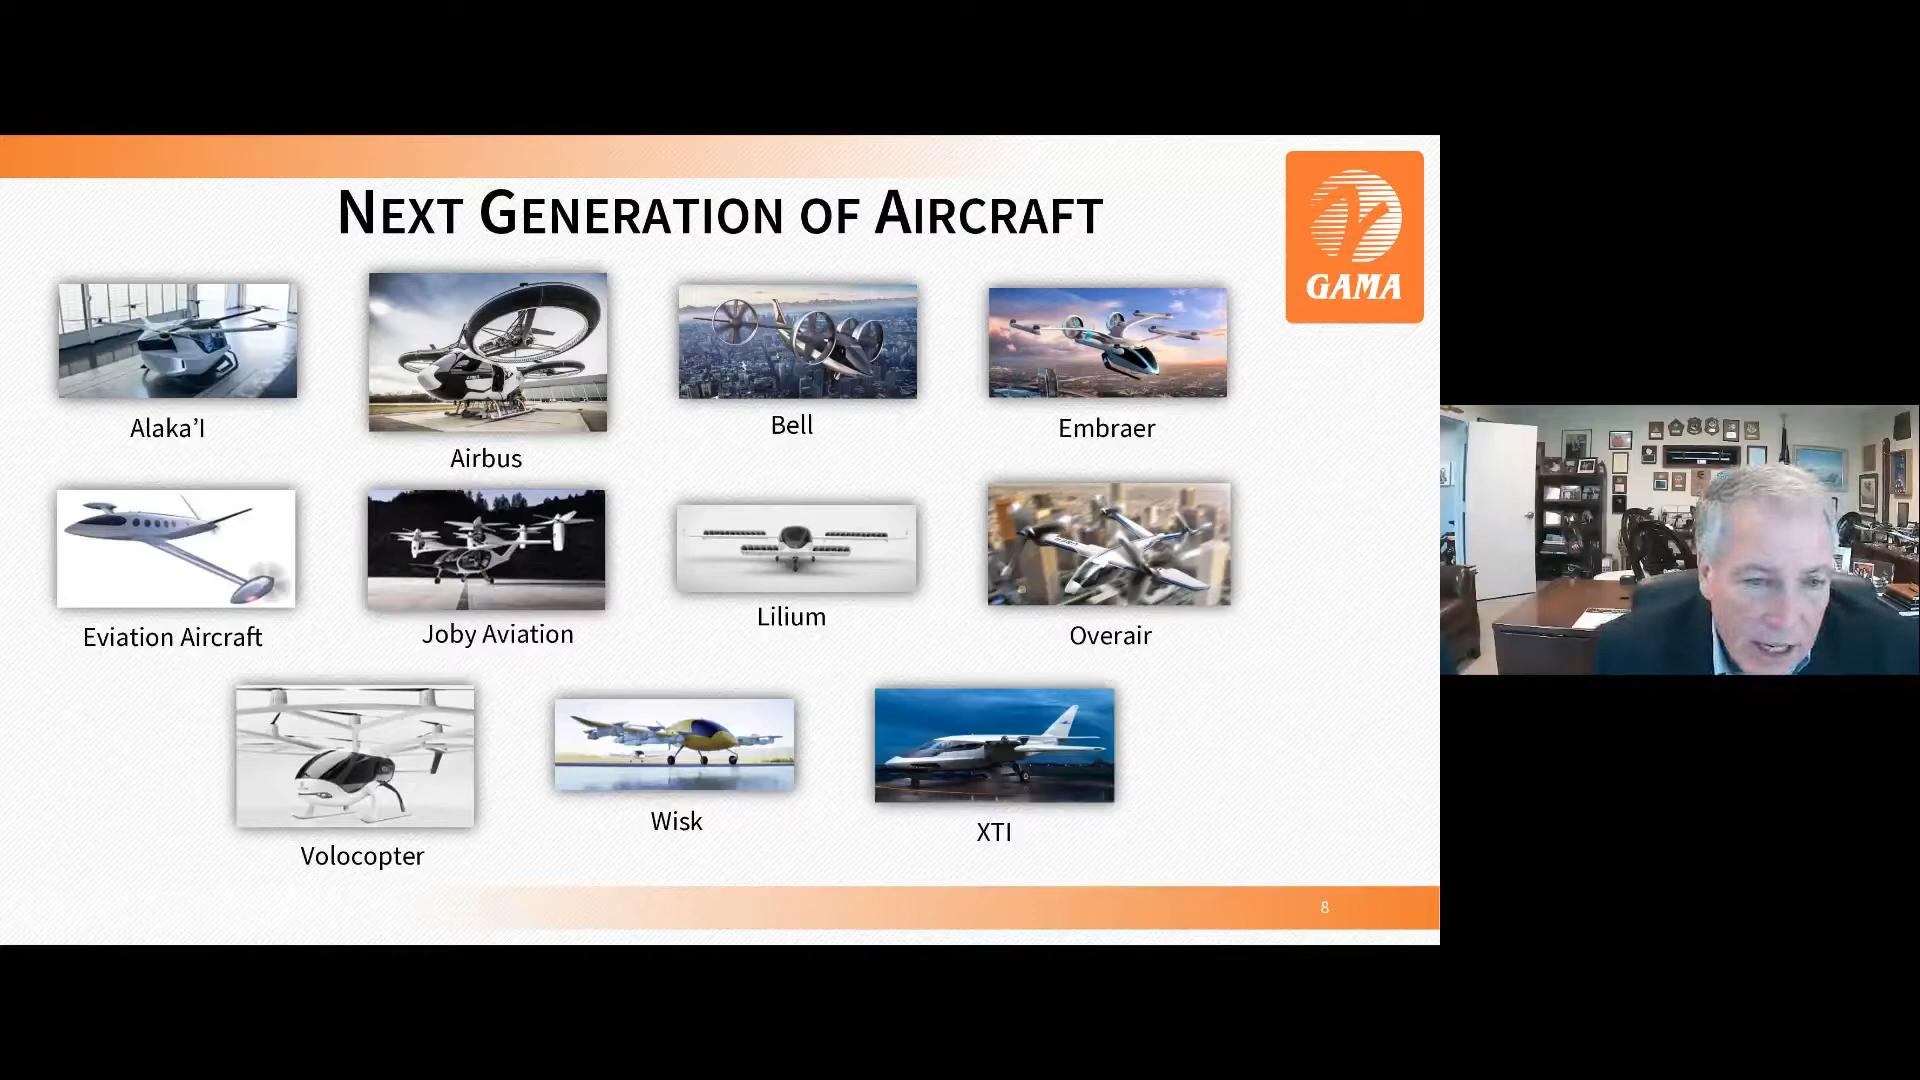 NEXT GENERATION OF AIRCRAFT
GAMA
Alaka’I
Airbus
Bell
Embraer
Eviation Aircraft
Joby Aviation
Lilium
Overair
Volocopter
Wisk
XTI
8